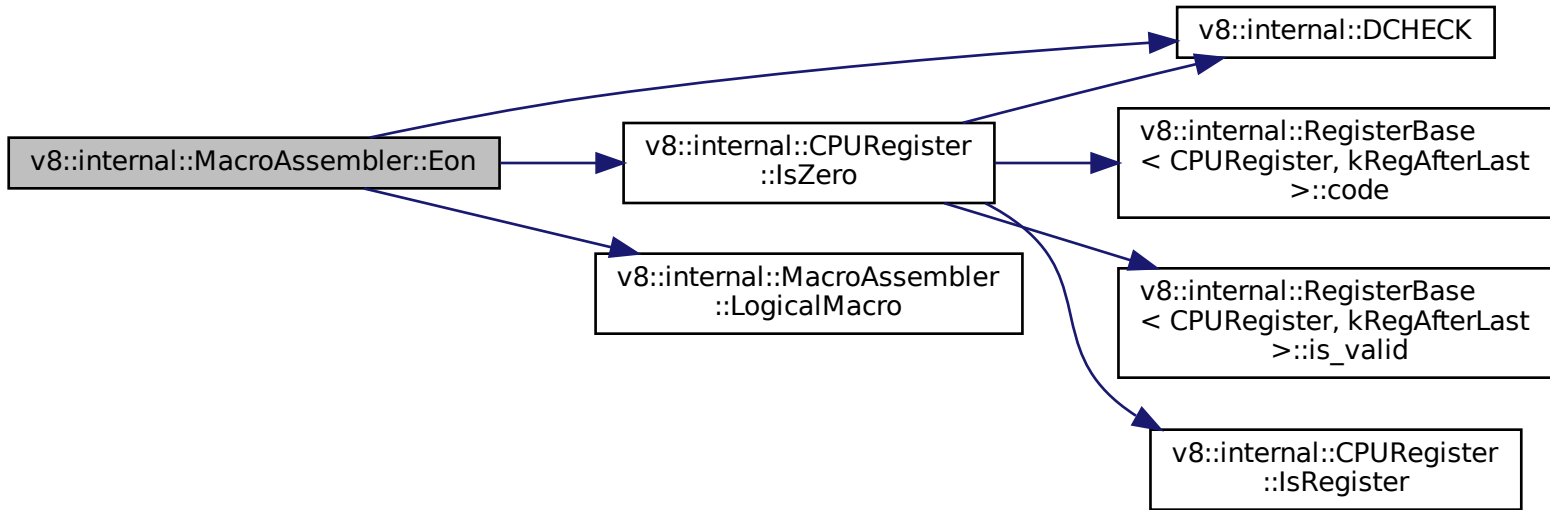 v8::internal::MacroAssembler::Eon
v8::internal::CPURegister
::IsZero
v8::internal::MacroAssembler
::LogicalMacro
v8::internal::DCHECK
v8::internal::RegisterBase
< CPURegister, kRegAfterLast
>::code
v8::internal::RegisterBase
< CPURegister, kRegAfterLast
>::is_valid
v8::internal::CPURegister
::IsRegister